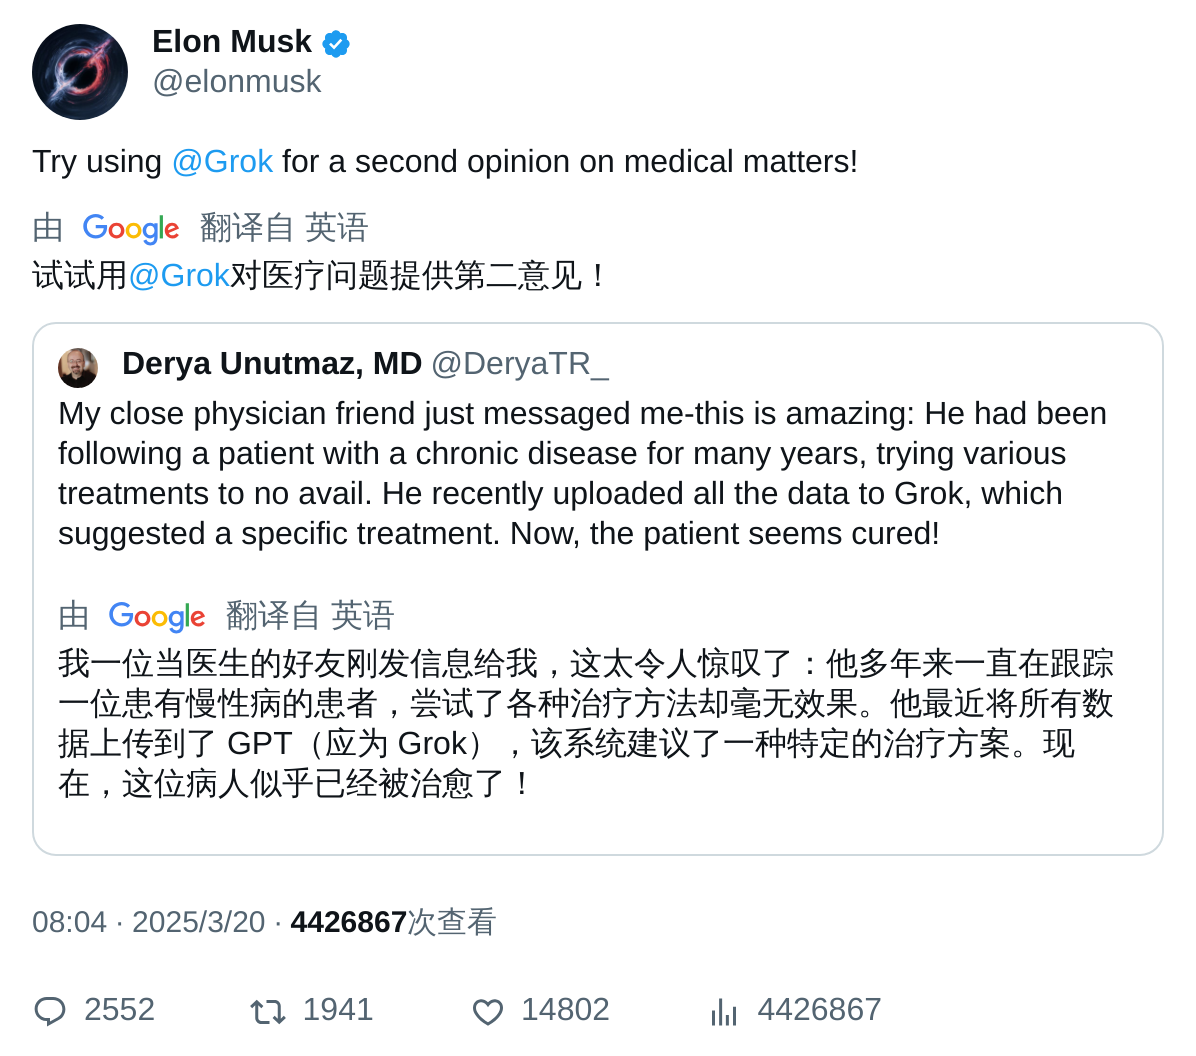 Elon Musk
@elonmusk
Try using @Grok for a second opinion on medical matters!
由 Google 翻译自 英语
试试用@Grok对医疗问题提供第二意见！
Derya Unutmaz, MD @DeryaTR_
My close physician friend just messaged me-this is amazing: He had been
following a patient with a chronic disease for many years, trying various
treatments to no avail. He recently uploaded all the data to Grok, which
suggested a specific treatment. Now, the patient seems cured!
由 Google 翻译自 英语
我一位当医生的好友刚发信息给我，这太令人惊叹了：他多年来一直在跟踪
一位患有慢性病的患者，尝试了各种治疗方法却毫无效果。他最近将所有数
据上传到了 GPT（应为 Grok），该系统建议了一种特定的治疗方案。现
在，这位病人似乎已经被治愈了！
08:04 · 2025/3/20 · 4426867次查看
2552 1941 14802 4426867